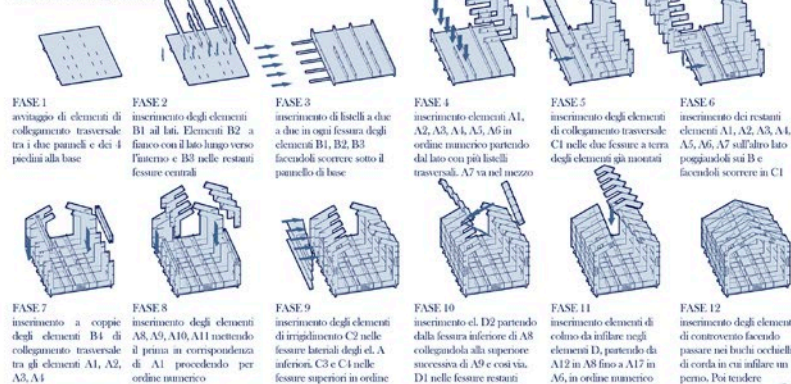 FASE 1
avvitaggio di elementi di
collegamento trasversale
tra i due pannelli e dei 4
piedini alla base
FASE 2
inserimento degli elementi
B1 ail lati. Elementi B2 a
fianco con il lato lungo verso
l'interno e B3 nelle restanti
fessure centrali
FASE 3
inserimento di listelli a due
a due in ogni fessura degli
elementi B1, B2, B3
facendoli scorrere sotto il
pannello di base
FASE 4
inserimento elementi A1,
A2, A3, A4, A5, A6 in
ordine numerico partendo
dal lato con più listelli
trasversali. A7 va nel mezzo
FASE 5
inserimento degli elementi
di collegamento trasversale
C1 nelle due fessure a terra
degli elementi già montati
FASE 6
inserimento dei restanti
elementi A1, A2, A3, A4,
A5, A6, A7 sull'altro lato
poggiandoli sui B e
facendoli scorrere in C1
FASE 7
inserimento a coppie
degli elementi B4 di
collegamento trasversale
tra gli elementi A1, A2,
A3, A4
FASE 8
inserimento degli elementi
A8, A9, A10, A11 mettendo
il prima in corrispondenza
di A1 procedendo per
ordine numerico
FASE 9
inserimento degli elementi
di irrigidimento C2 nelle
fessure lateriali degli el. A
inferiori, C3 e C4 nelle
fessure superiori in ordine
FASE 10
inserimento el. D2 partendo
dalla fessura inferiore di A8
collegandola alla superiore
successiva di A9 e così via.
D1 nelle fessure restanti
FASE 11
inserimento elementi di
colmo da infilare negli
elementi D, partendo da
A12 in A8 fino a A17 in
A6, in ordine numerico
FASE 12
inserimento degli elementi
di controvento facendo
passare nei buchi occhielli
di corda in cui infilare un
perno. Poi tendere